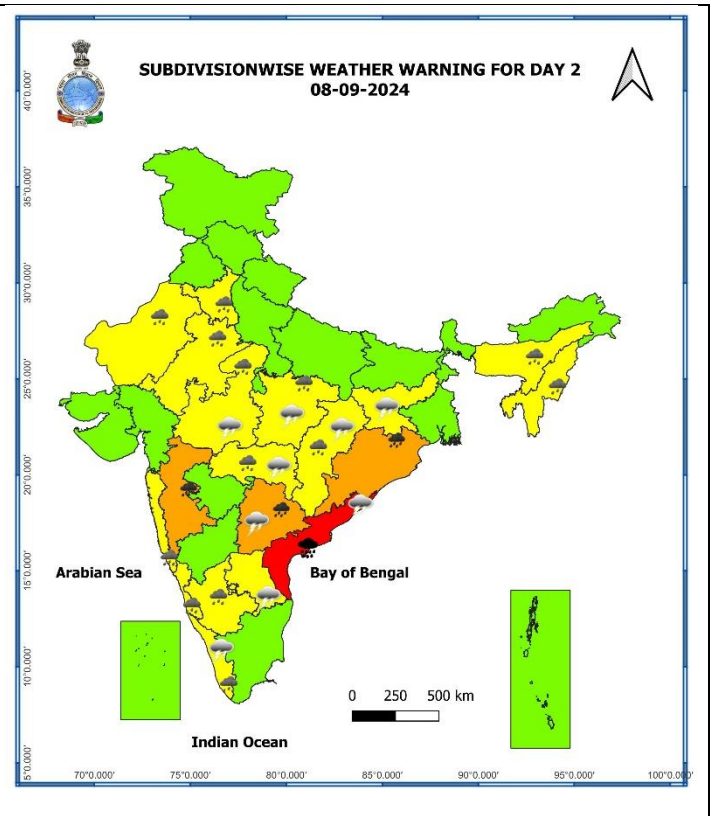 SUBDIVISIONWISE WEATHER WARNING FOR DAY 2
08-09-2024
40°0.000'
35°0.000'
30°0.000'
25°0.000'
20°0.000'
15°0.000'
10°0.000'
5°0.000'
Arabian Sea
Bay of Bengal
0 250 500 km
Indian Ocean
70°0.000' 75°0.000' 80°0.000' 85°0.000' 90°0.000' 95°0.000' 100°0.000'